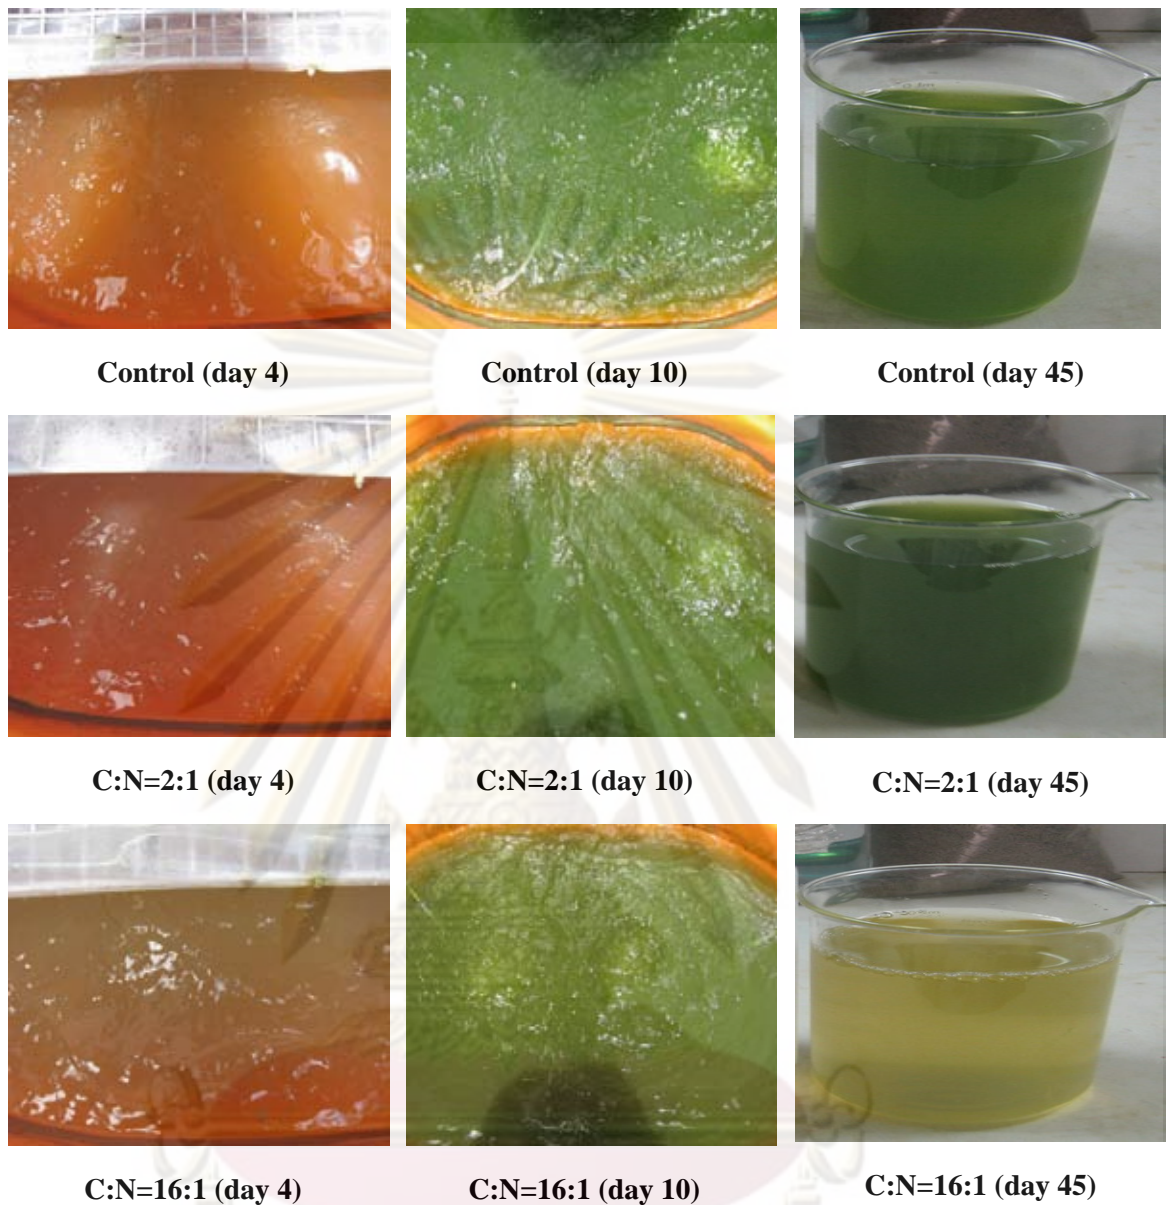 Control (day 4)
Control (day 10)
Control (day 45)
C:N=2:1 (day 4)
C:N=2:1 (day 10)
C:N=2:1 (day 45)
C:N=16:1 (day 4)
C:N=16:1 (day 10)
C:N=16:1 (day 45)